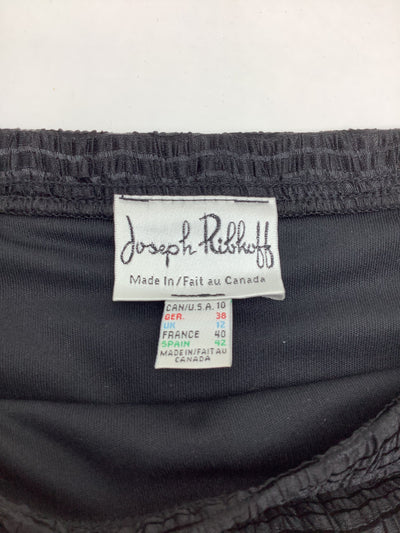 Joseph Ribkoff
Made In/Fait au Canada
CAN/U.S.A. 10
GER. 38
UK 12
FRANCE 40
SPAIN 42
MADE IN/FAIT AU
CANADA